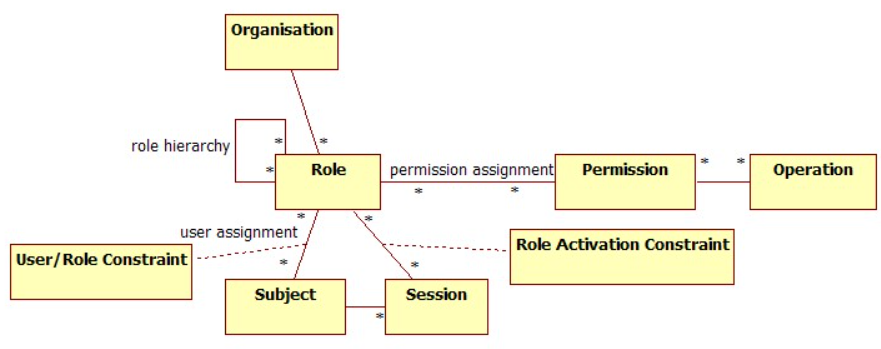 Organisation
*
role hierarchy
*
*
Role
permission assignment
*
*
Permission
*
*
Operation
*
user assignment
*
*
*
User/Role Constraint
Role Activation Constraint
Subject
*
Session